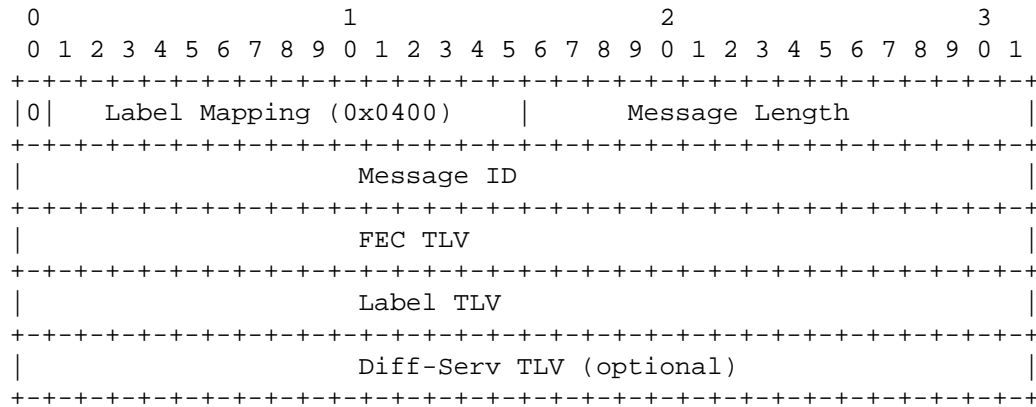 0                   1                   2                   3
 0 1 2 3 4 5 6 7 8 9 0 1 2 3 4 5 6 7 8 9 0 1 2 3 4 5 6 7 8 9 0 1
+-+-+-+-+-+-+-+-+-+-+-+-+-+-+-+-+-+-+-+-+-+-+-+-+-+-+-+-+-+-+-+-+
|0|   Label Mapping (0x0400)   |      Message Length           |
+-+-+-+-+-+-+-+-+-+-+-+-+-+-+-+-+-+-+-+-+-+-+-+-+-+-+-+-+-+-+-+-+
|                     Message ID                                |
+-+-+-+-+-+-+-+-+-+-+-+-+-+-+-+-+-+-+-+-+-+-+-+-+-+-+-+-+-+-+-+-+
|                     FEC TLV                                   |
+-+-+-+-+-+-+-+-+-+-+-+-+-+-+-+-+-+-+-+-+-+-+-+-+-+-+-+-+-+-+-+-+
|                     Label TLV                                 |
+-+-+-+-+-+-+-+-+-+-+-+-+-+-+-+-+-+-+-+-+-+-+-+-+-+-+-+-+-+-+-+-+
|                     Diff-Serv TLV (optional)                  |
+-+-+-+-+-+-+-+-+-+-+-+-+-+-+-+-+-+-+-+-+-+-+-+-+-+-+-+-+-+-+-+-+